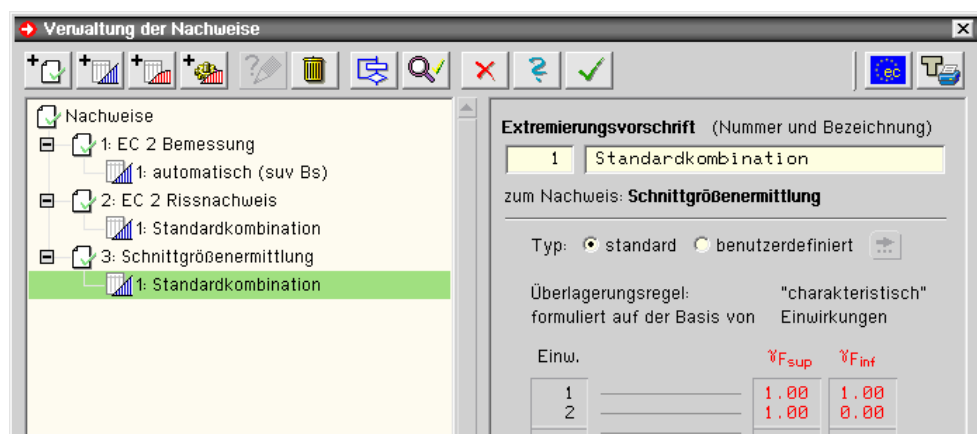 Verwaltung der Nachweise
ec
T
Nachweise
1: EC 2 Bemessung
1: automatisch (suv Bs)
2: EC 2 Rissnachweis
1: Standardkombination
3: Schnittgrößenermittlung
1: Standardkombination
Extremierungsvorschrift (Nummer und Bezeichnung)
1 Standardkombination
zum Nachweis: Schnittgrößenermittlung
Typ: standard benutzerdefiniert
Überlagerungsregel: "charakteristisch"
formuliert auf der Basis von Einwirkungen
Einw. γFsup γFinf
1 1.00 1.00
2 1.00 0.00